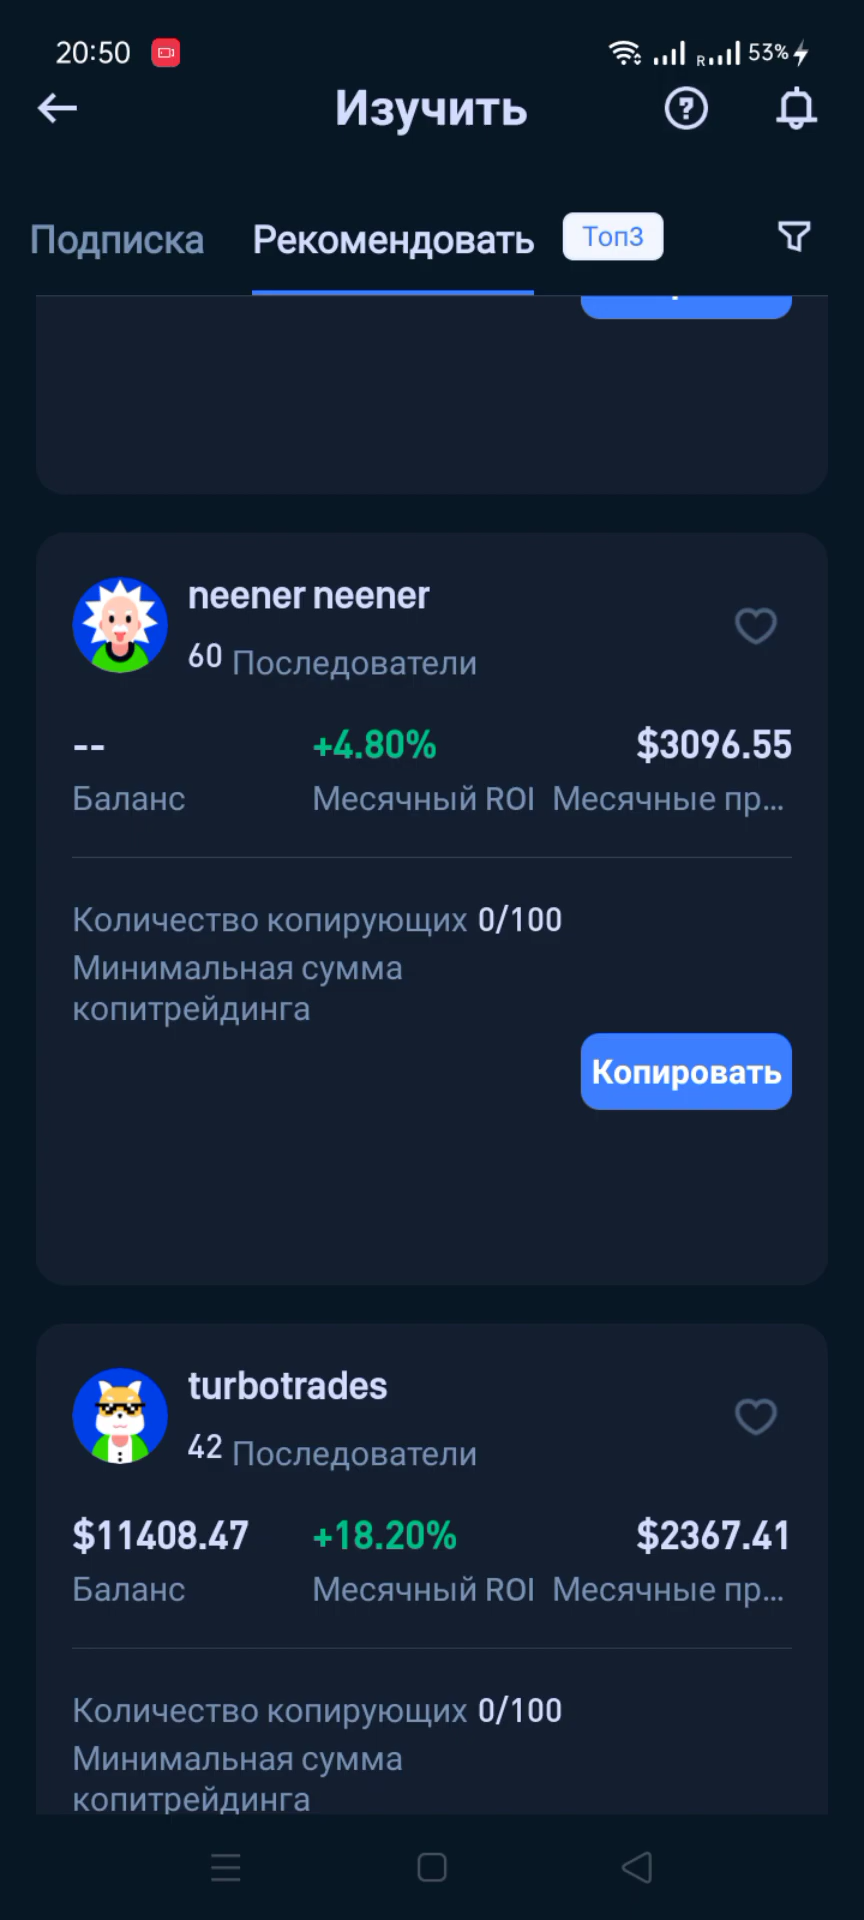 20:50
R 53%
Изучить
Подписка Рекомендовать Топ3
neener neener
60 Последователи
-- +4.80% $3096.55
Баланс Месячный ROI Месячные пр...
Количество копирующих 0/100
Минимальная сумма
копитрейдинга
Копировать
turbotrades
42 Последователи
$11408.47 +18.20% $2367.41
Баланс Месячный ROI Месячные пр...
Количество копирующих 0/100
Минимальная сумма
копитрейдинга